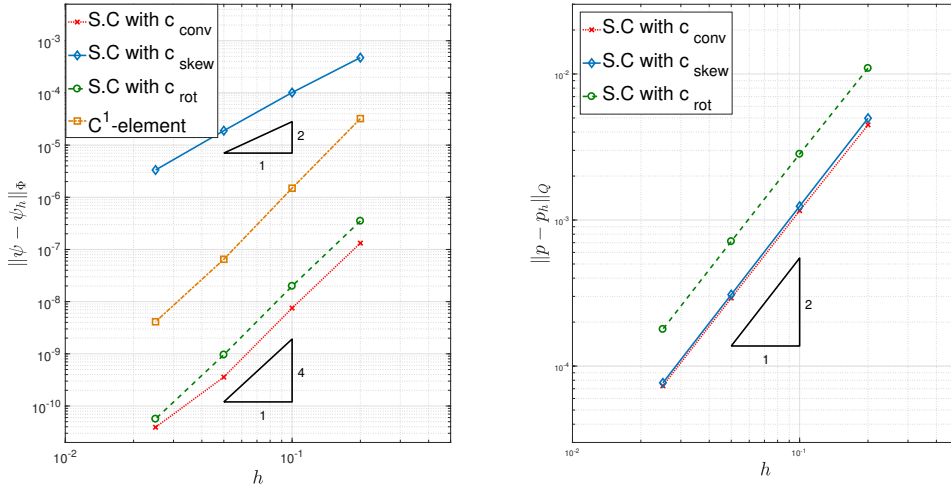 S.C with c_conv
S.C with c_skew
S.C with c_rot
C^1-element
10^-3
10^-4
10^-5
10^-6
10^-7
10^-8
10^-9
10^-10
‖ψ − ψ_h‖_Φ
2
1
4
1
10^-2
10^-1
h
S.C with c_conv
S.C with c_skew
S.C with c_rot
10^-2
10^-3
10^-4
‖p − p_h‖_Q
2
1
10^-2
10^-1
h